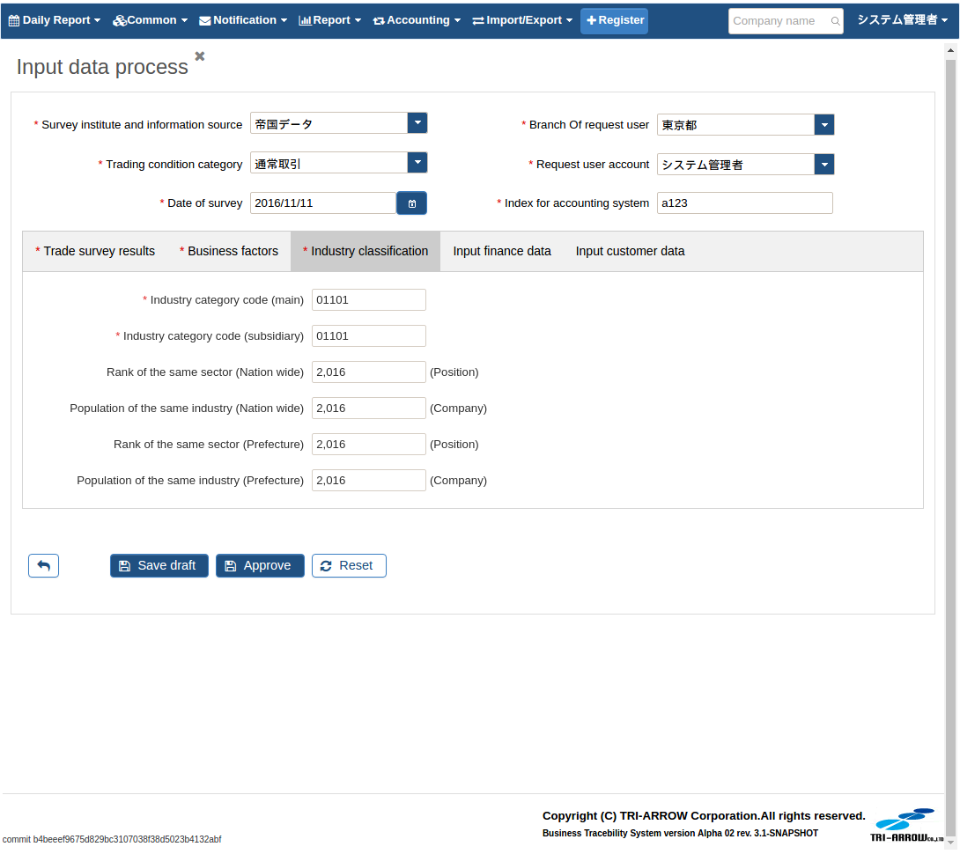 Daily Report Common Notification Report Accounting Import/Export Register Company name システム管理者
Input data process
* Survey institute and information source 帝国データ * Branch Of request user 東京都
* Trading condition category 通常取引 * Request user account システム管理者
* Date of survey 2016/11/11 * Index for accounting system a123
* Trade survey results * Business factors * Industry classification Input finance data Input customer data
* Industry category code (main) 01101
* Industry category code (subsidiary) 01101
Rank of the same sector (Nation wide) 2,016 (Position)
Population of the same industry (Nation wide) 2,016 (Company)
Rank of the same sector (Prefecture) 2,016 (Position)
Population of the same industry (Prefecture) 2,016 (Company)
Save draft Approve Reset
Copyright (C) TRI-ARROW Corporation.All rights reserved.
Business Tracebility System version Alpha 02 rev. 3.1-SNAPSHOT
TRI-ARROW CO.,LTD
commit b4beeef9675d829bc3107038f38d5023b4132abf